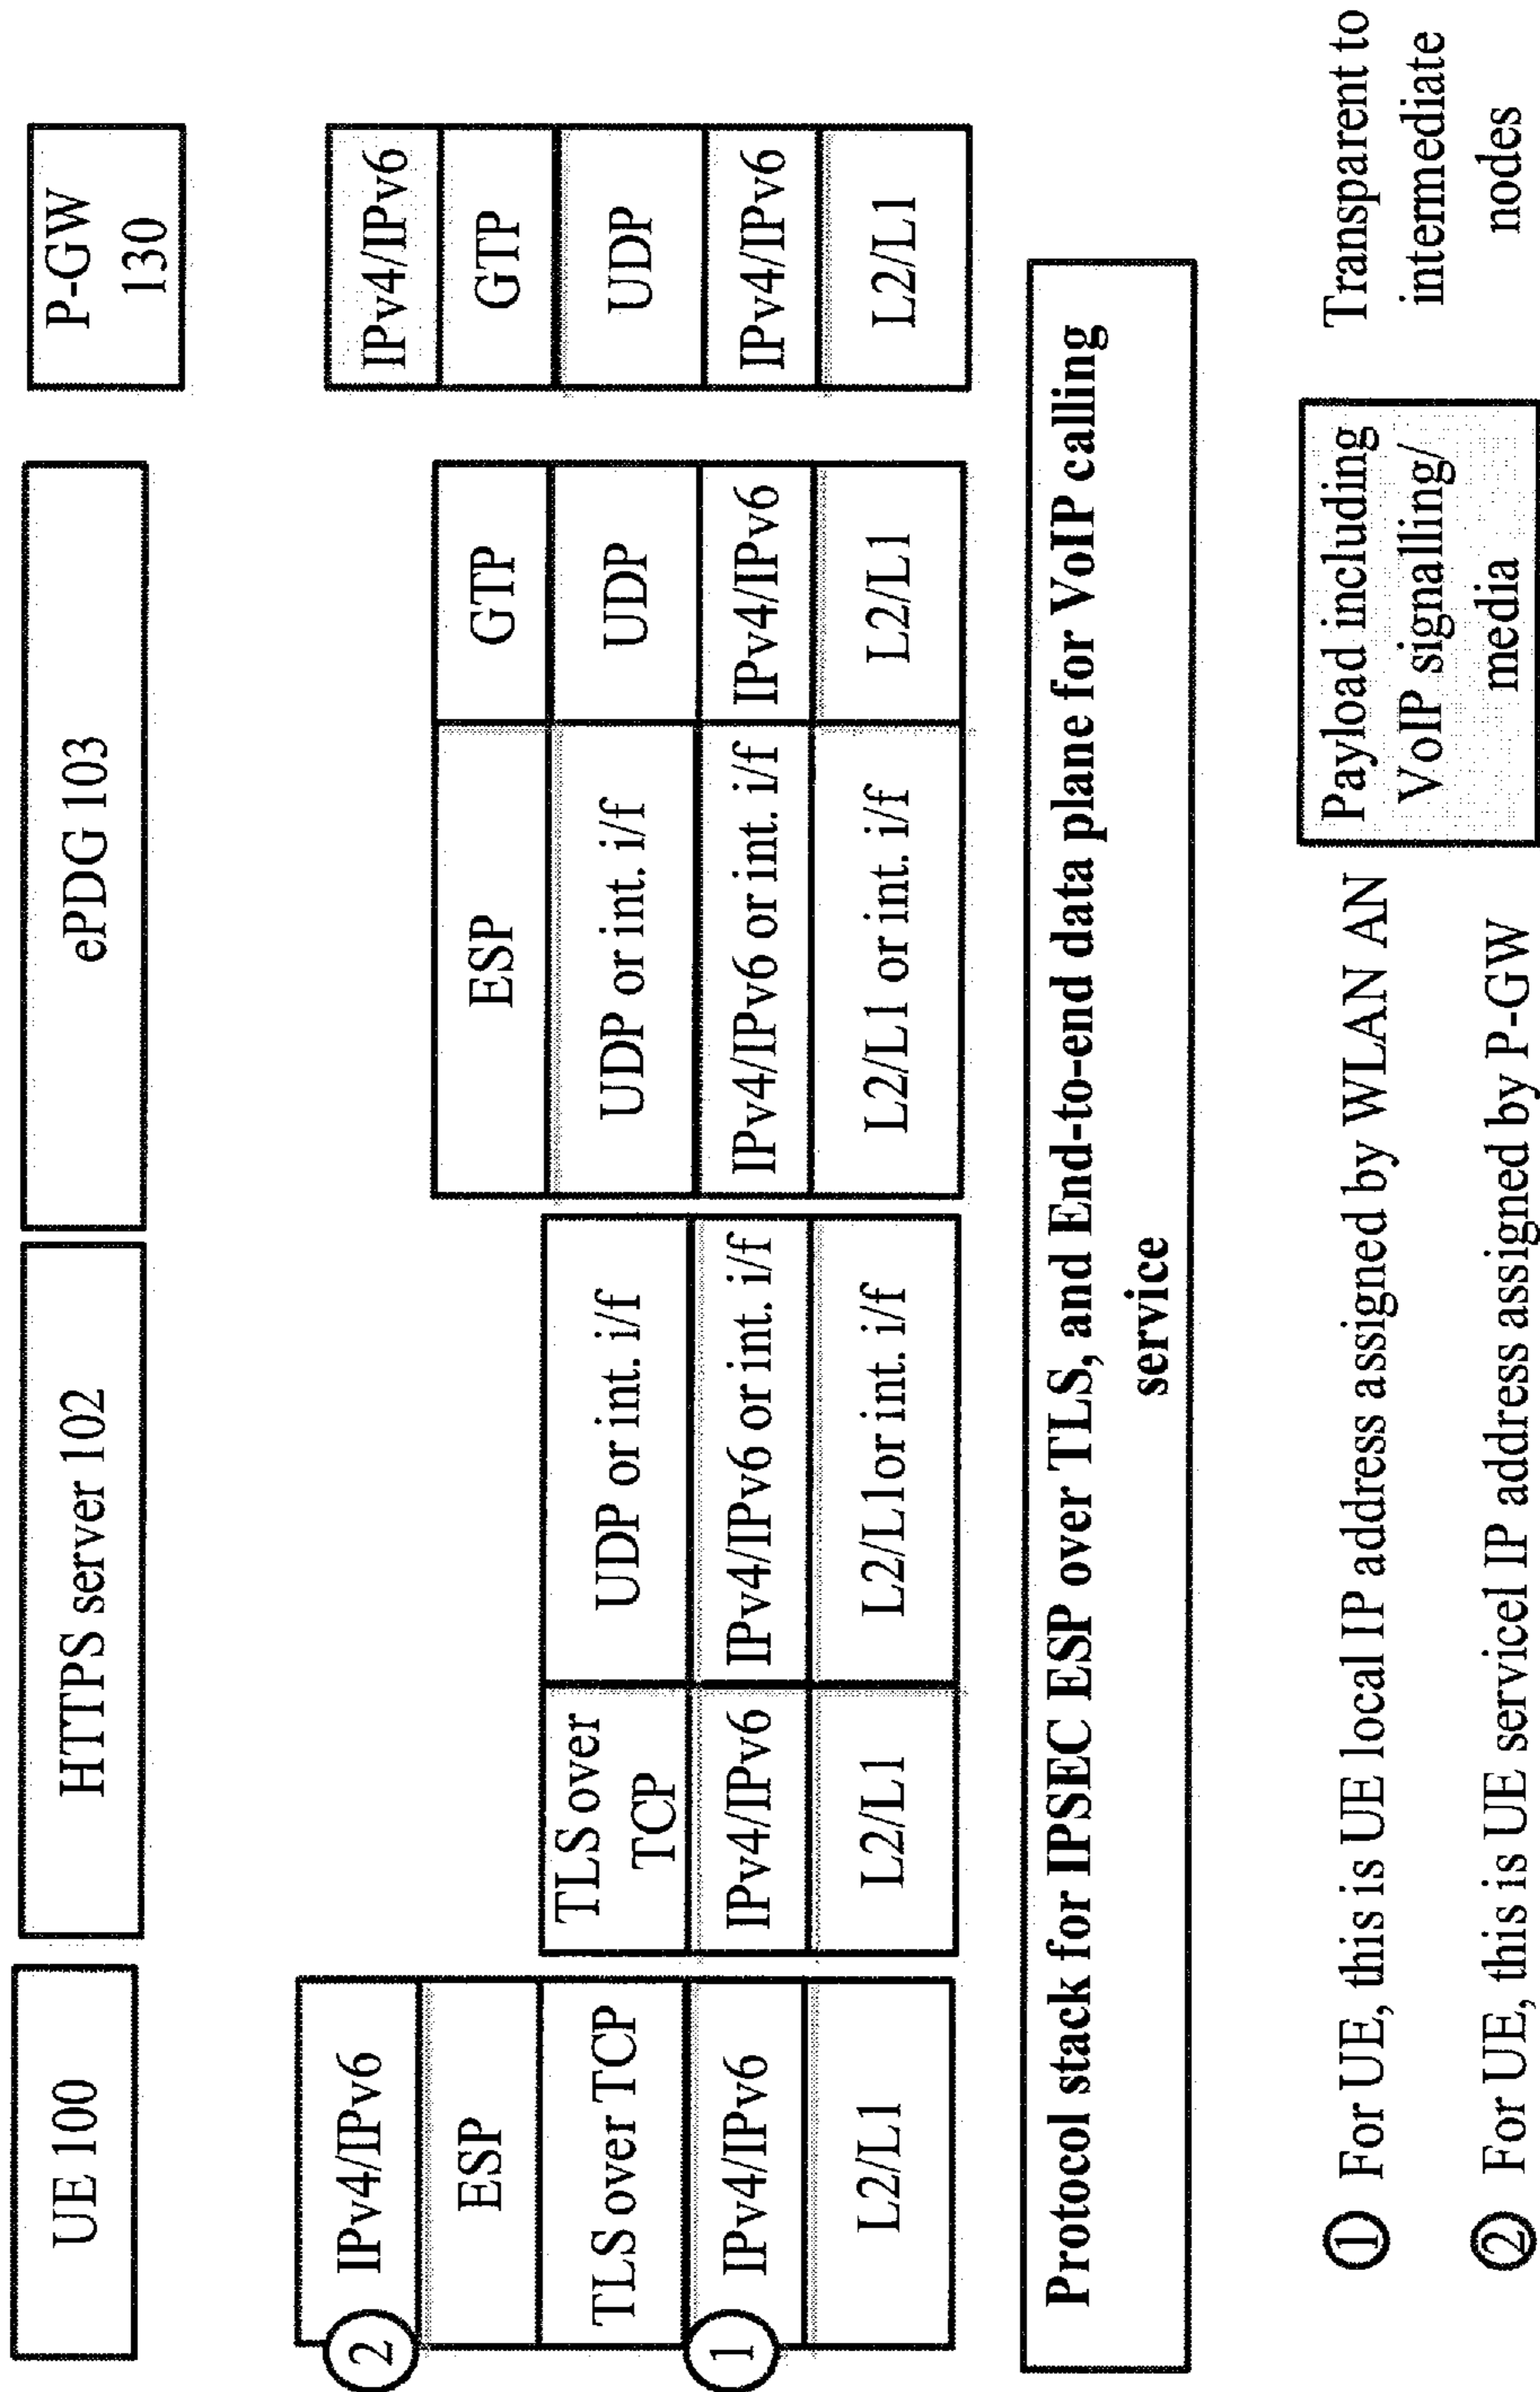 UE 100
HTTPS server 102
ePDG 103
P-GW
130
IPv4/IPv6
ESP
TLS over TCP
IPv4/IPv6
L2/L1
2
1
TLS over
TCP
IPv4/IPv6
L2/L1
UDP or int. i/f
IPv4/IPv6 or int. i/f
L2/L1or int. i/f
ESP
UDP or int. i/f
IPv4/IPv6 or int. i/f
L2/L1 or int. i/f
GTP
UDP
IPv4/IPv6
L2/L1
IPv4/IPv6
GTP
UDP
IPv4/IPv6
L2/L1
Protocol stack for IPSEC ESP over TLS, and End-to-end data plane for VoIP calling
service
1 For UE, this is UE local IP address assigned by WLAN AN
2 For UE, this is UE servicel IP address assigned by P-GW
Payload including
VoIP signalling/
media
Transparent to
intermediate
nodes